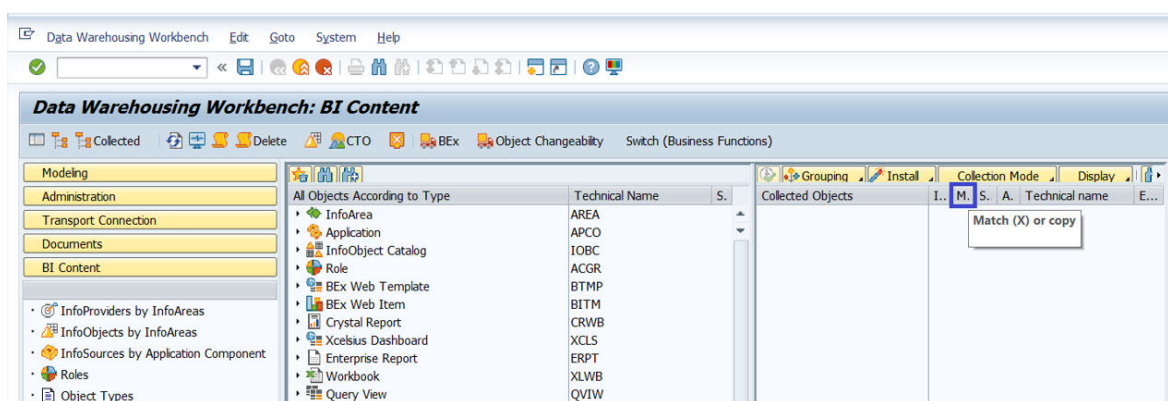 Data Warehousing Workbench Edit Goto System Help
Data Warehousing Workbench: BI Content
Collected Delete CTO BEx Object Changeability Switch (Business Functions)
Modeling
Administration
Transport Connection
Documents
BI Content
InfoProviders by InfoAreas
InfoObjects by InfoAreas
InfoSources by Application Component
Roles
Object Types
All Objects According to Type Technical Name S.
InfoArea AREA
Application APCO
InfoObject Catalog IOBC
Role ACGR
BEx Web Template BTMP
BEx Web Item BITM
Crystal Report CRWB
Xcelsius Dashboard XCLS
Enterprise Report ERPT
Workbook XLWB
Query View QVIW
Grouping Install Collection Mode Display
Collected Objects I.. M. S. A. Technical name E...
Match (X) or copy